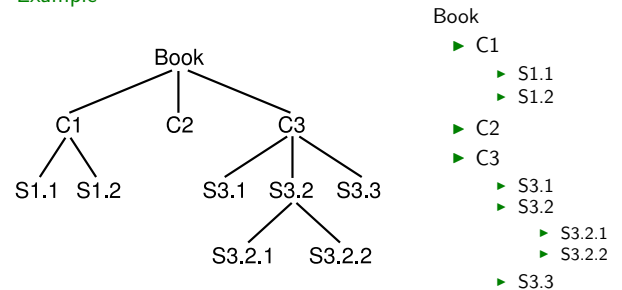 Example
Book
C1 C2 C3
S1.1 S1.2 S3.1 S3.2 S3.3
S3.2.1 S3.2.2
Book
C1
S1.1
S1.2
C2
C3
S3.1
S3.2
S3.2.1
S3.2.2
S3.3